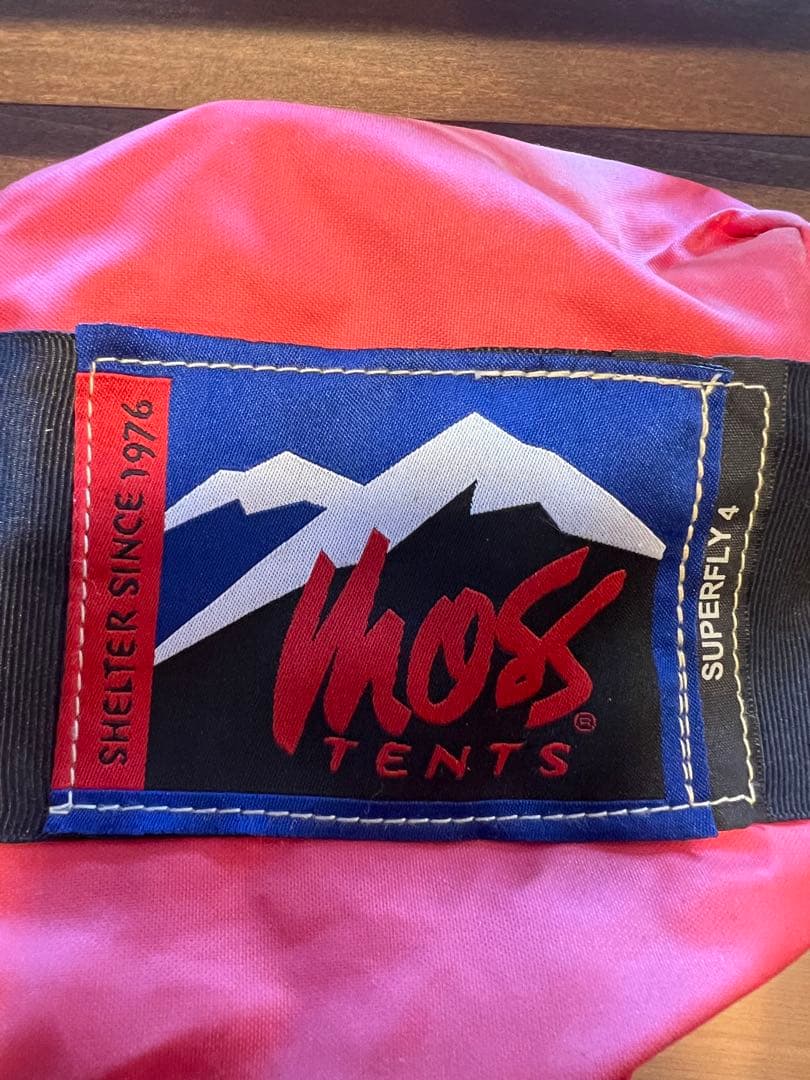 SHELTER SINCE 1976
moss®
TENTS
SUPERFLY 4